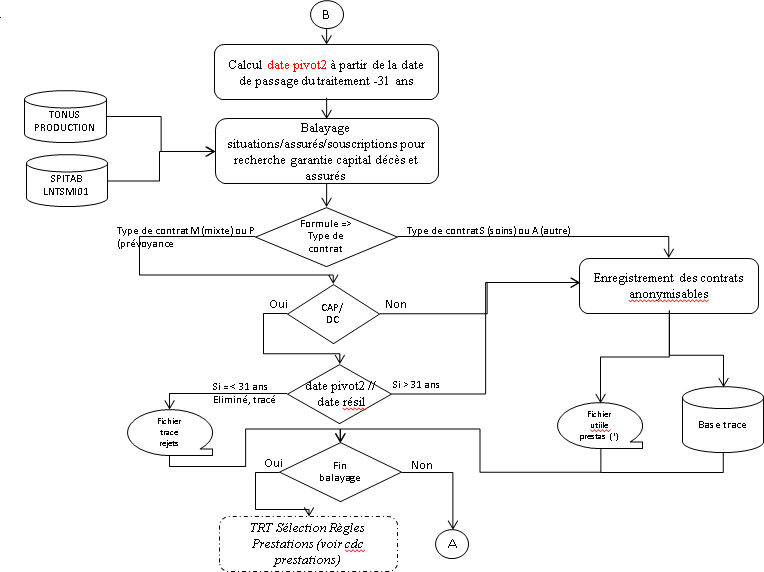 B
Calcul date pivot2 à partir de la date
de passage du traitement -31 ans
TONUS
PRODUCTION
Balayage
situations/assurés/souscriptions pour
recherche garantie capital décès et
assurés
SPITAB
LNTSMI01
Formule =>
Type de
contrat
Type de contrat M (mixte) ou P
(prévoyance
Type de contrat S (soins) ou A (autre)
Enregistrement des contrats
anonymisables
Oui
CAP/
DC
Non
Si =< 31 ans
Eliminé, tracé
date pivot2 //
date résil
Si > 31 ans
Fichier
trace
rejets
Fichier
utiile
prestas (*)
Base trace
Oui
Fin
balayage
Non
TRT Sélection Règles
Prestations (voir cdc
prestations)
A